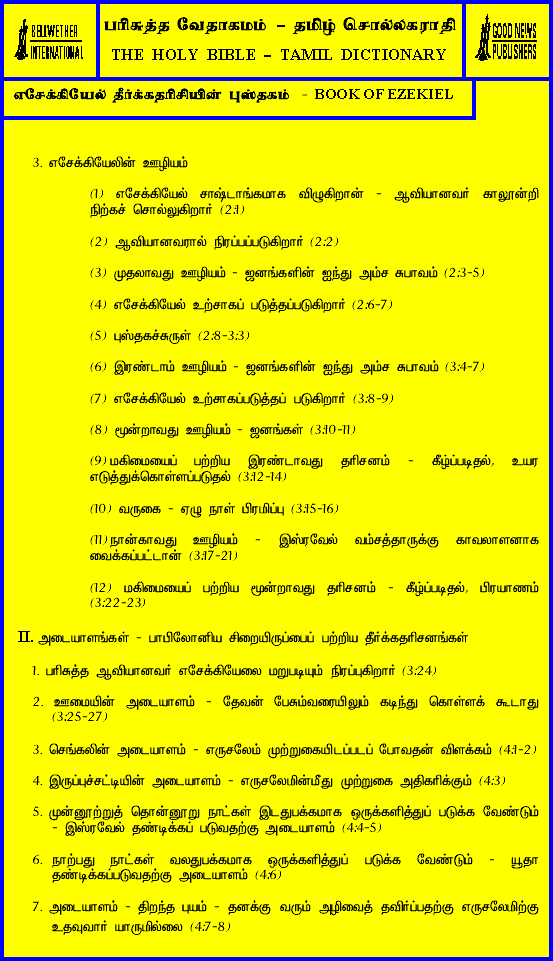 BELLWETHER
INTERNATIONAL
பரிசுத்த வேதாகமம் – தமிழ் சொல்லகராதி
THE HOLY BIBLE – TAMIL DICTIONARY
GOOD NEWS
PUBLISHERS
எசேக்கியேல் தீர்க்கதரிசியின் புஸ்தகம் - BOOK OF EZEKIEL
3. எசேக்கியேலின் ஊழியம்
(1) எசேக்கியேல் சாஷ்டாங்கமாக விழுகிறான் - ஆவியானவர் காலூன்றி
நிற்கச் சொல்லுகிறார் (2:1)
(2) ஆவியானவரால் நிரப்பப்படுகிறார் (2:2)
(3) முதலாவது ஊழியம் - ஜனங்களின் ஐந்து அம்ச சுபாவம் (2:3-5)
(4) எசேக்கியேல் உற்சாகப் படுத்தப்படுகிறார் (2:6-7)
(5) புஸ்தகச்சுருள் (2:8-3:3)
(6) இரண்டாம் ஊழியம் - ஜனங்களின் ஐந்து அம்ச சுபாவம் (3:4-7)
(7) எசேக்கியேல் உற்சாகப்படுத்தப் படுகிறார் (3:8-9)
(8) மூன்றாவது ஊழியம் - ஜனங்கள் (3:10-11)
(9) மகிமையைப் பற்றிய இரண்டாவது தரிசனம் - கீழ்ப்படிதல், உயர
எடுத்துக்கொள்ளப்படுதல் (3:12-14)
(10) வருகை - ஏழு நாள் பிரமிப்பு (3:15-16)
(11) நான்காவது ஊழியம் - இஸ்ரவேல் வம்சத்தாருக்கு காவலாளனாக
வைக்கப்பட்டான் (3:17-21)
(12) மகிமையைப் பற்றிய மூன்றாவது தரிசனம் - கீழ்ப்படிதல், பிரயாணம்
(3:22-23)
II. அடையாளங்கள் - பாபிலோனிய சிறையிருப்பைப் பற்றிய தீர்க்கதரிசனங்கள்
1. பரிசுத்த ஆவியானவர் எசேக்கியேலை மறுபடியும் நிரப்புகிறார் (3:24)
2. ஊமையின் அடையாளம் - தேவன் பேசும்வரையிலும் கடிந்து கொள்ளக் கூடாது
(3:25-27)
3. செங்கலின் அடையாளம் - எருசலேம் முற்றுகையிடப்படப் போவதன் விளக்கம் (4:1-2)
4. இருப்புச்சட்டியின் அடையாளம் - எருசலேமின்மீது முற்றுகை அதிகரிக்கும் (4:3)
5. முன்னூற்றுத் தொன்னூறு நாட்கள் இடதுபக்கமாக ஒருக்களித்துப் படுக்க வேண்டும்
- இஸ்ரவேல் தண்டிக்கப் படுவதற்கு அடையாளம் (4:4-5)
6. நாற்பது நாட்கள் வலதுபக்கமாக ஒருக்களித்துப் படுக்க வேண்டும் - யூதா
தண்டிக்கப்படுவதற்கு அடையாளம் (4:6)
7. அடையாளம் - திறந்த புயம் - தனக்கு வரும் அழிவைத் தவிர்ப்பதற்கு எருசலேமிற்கு
உதவுவார் யாருமில்லை (4:7-8)